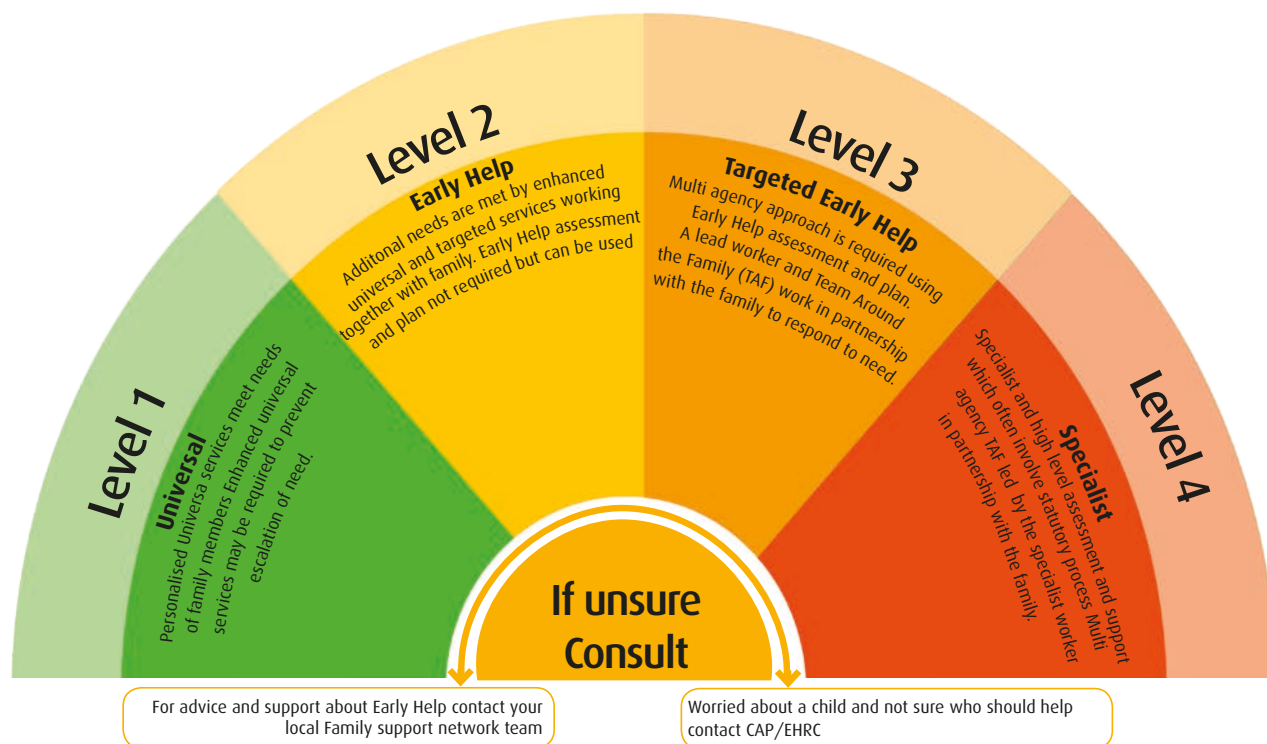 Level 1
Universal
Personalised Universa services meet needs
of family members Enhanced universal
services may be required to prevent
escalation of need.
Level 2
Early Help
Additonal needs are met by enhanced
universal and targeted services working
together with family. Early Help assessment
and plan not required but can be used
Level 3
Targeted Early Help
Multi agency approach is required using
Early Help assessment and plan.
A lead worker and Team Around
the Family (TAF) work in partnership
with the family to respond to need.
Level 4
Specialist
Specialist and high level assessment and support
which often involve statutory process Multi
agency TAF led by the specialist worker
in partnership with the family.
If unsure
Consult
For advice and support about Early Help contact your
local Family support network team
Worried about a child and not sure who should help
contact CAP/EHRC